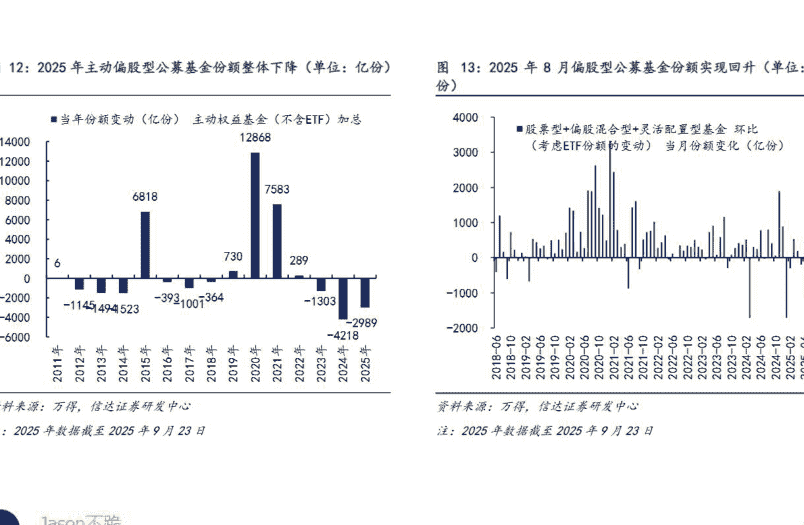 12：2025 年主动偏股型公募基金份额整体下降（单位：亿份）
当年份额变动（亿份） 主动权益基金（不含ETF）加总
14000
12000
10000
8000
6000
4000
2000
0
-2000
-4000
-6000
6
-1145
-1494
-1523
6818
-393
-1001
-364
730
12868
7583
289
-1303
-4218
-2989
2011年
2012年
2013年
2014年
2015年
2016年
2017年
2018年
2019年
2020年
2021年
2022年
2023年
2024年
2025年
料来源：万得，信达证券研发中心
：2025 年数据截至 2025 年 9 月 23 日
图 13：2025 年 8 月偏股型公募基金份额实现回升（单位：
份）
股票型+偏股混合型+灵活配置型基金 环比
（考虑ETF份额的变动） 当月份额变化（亿份）
4000
3000
2000
1000
0
-1000
-2000
2018-06
2018-10
2019-02
2019-06
2019-10
2020-02
2020-06
2020-10
2021-02
2021-06
2021-10
2022-02
2022-06
2022-10
2023-02
2023-06
2023-10
2024-02
2024-06
2024-10
2025-02
资料来源：万得，信达证券研发中心
注：2025 年数据截至 2025 年 9 月 23 日
Jason不跪